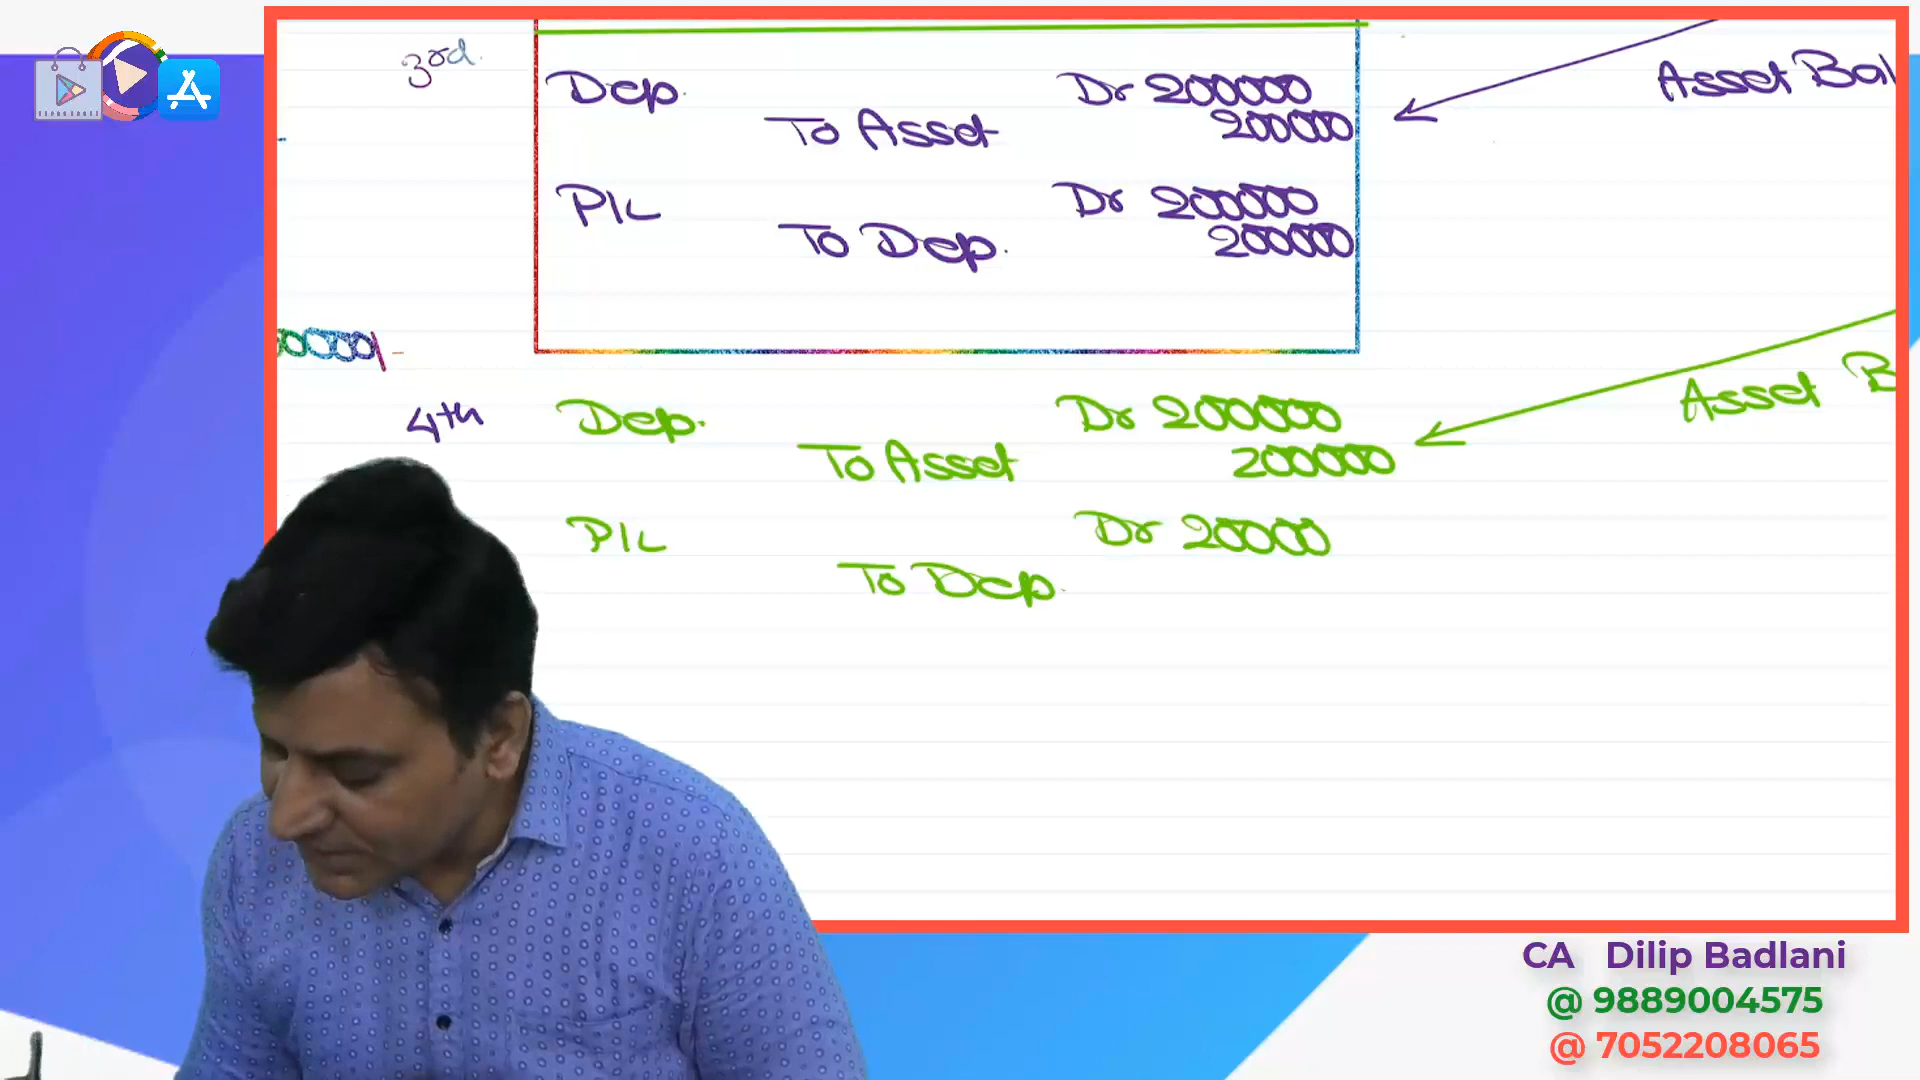 3rd.
Dep. Dr 200000
To Asset 200000
Asset Bal
P/L Dr 200000
To Dep. 200000
0000/-
4th Dep. Dr 200000
To Asset 200000
Asset B
P/L Dr 20000
To Dep.
CA Dilip Badlani
@ 9889004575
@ 7052208065